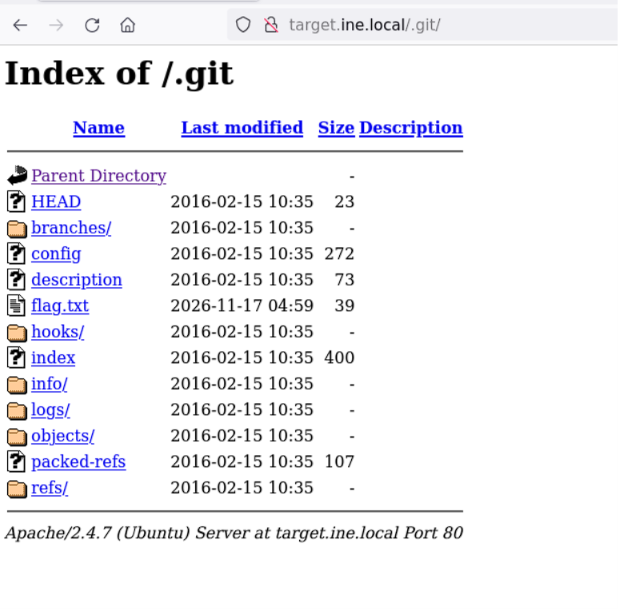 target.ine.local/.git/
Index of /.git
Name Last modified Size Description
Parent Directory -
HEAD 2016-02-15 10:35 23
branches/ 2016-02-15 10:35 -
config 2016-02-15 10:35 272
description 2016-02-15 10:35 73
flag.txt 2026-11-17 04:59 39
hooks/ 2016-02-15 10:35 -
index 2016-02-15 10:35 400
info/ 2016-02-15 10:35 -
logs/ 2016-02-15 10:35 -
objects/ 2016-02-15 10:35 -
packed-refs 2016-02-15 10:35 107
refs/ 2016-02-15 10:35 -
Apache/2.4.7 (Ubuntu) Server at target.ine.local Port 80